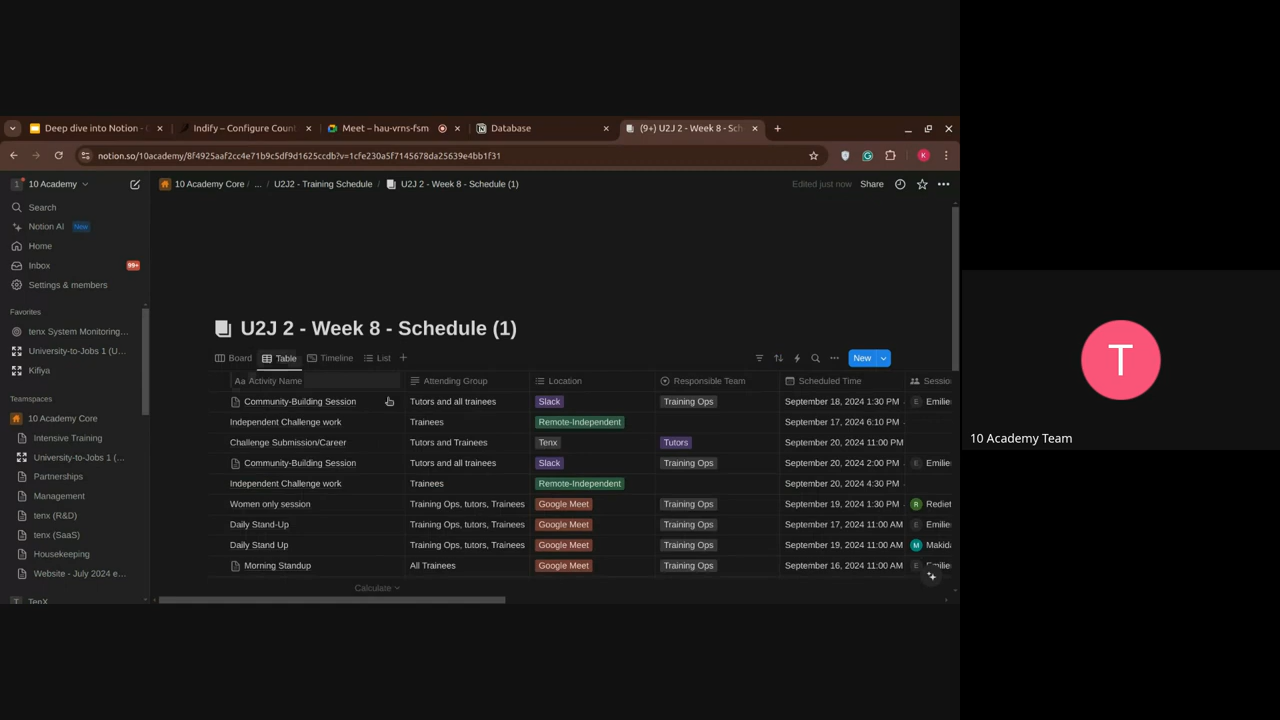 Deep dive into Notion -
Indify – Configure Coun
Meet – hau-vrns-fsm
Database
(9+) U2J 2 - Week 8 - Sch
notion.so/10academy/8f4925aaf2cc4e71b9c5df9d1625ccdb?v=1cfe230a5f7145678da25639e4bb1f31
K
1 10 Academy
10 Academy Core / ... / U2J2 - Training Schedule / U2J 2 - Week 8 - Schedule (1)
Edited just now Share
Search
Notion AI New
Home
Inbox 99+
Settings & members
Favorites
tenx System Monitoring...
University-to-Jobs 1 (U...
Kifiya
Teamspaces
10 Academy Core
Intensive Training
University-to-Jobs 1 (...
Partnerships
Management
tenx (R&D)
tenx (SaaS)
Housekeeping
Website - July 2024 e...
T TenX
U2J 2 - Week 8 - Schedule (1)
Board Table Timeline List New
Aa Activity Name Attending Group Location Responsible Team Scheduled Time Session
Community-Building Session Tutors and all trainees Slack Training Ops September 18, 2024 1:30 PM E Emilie
Independent Challenge work Trainees Remote-Independent September 17, 2024 6:10 PM
Challenge Submission/Career Tutors and Trainees Tenx Tutors September 20, 2024 11:00 PM
Community-Building Session Tutors and all trainees Slack Training Ops September 20, 2024 2:00 PM E Emilie
Independent Challenge work Trainees Remote-Independent September 20, 2024 4:30 PM
Women only session Training Ops, tutors, Trainees Google Meet Training Ops September 19, 2024 1:30 PM R Rediet
Daily Stand-Up Training Ops, tutors, Trainees Google Meet Training Ops September 17, 2024 11:00 AM E Emilie
Daily Stand Up Training Ops, tutors, Trainees Google Meet Training Ops September 19, 2024 11:00 AM M Makida
Morning Standup All Trainees Google Meet Training Ops September 16, 2024 11:00 AM E Emilie
Calculate
T
10 Academy Team